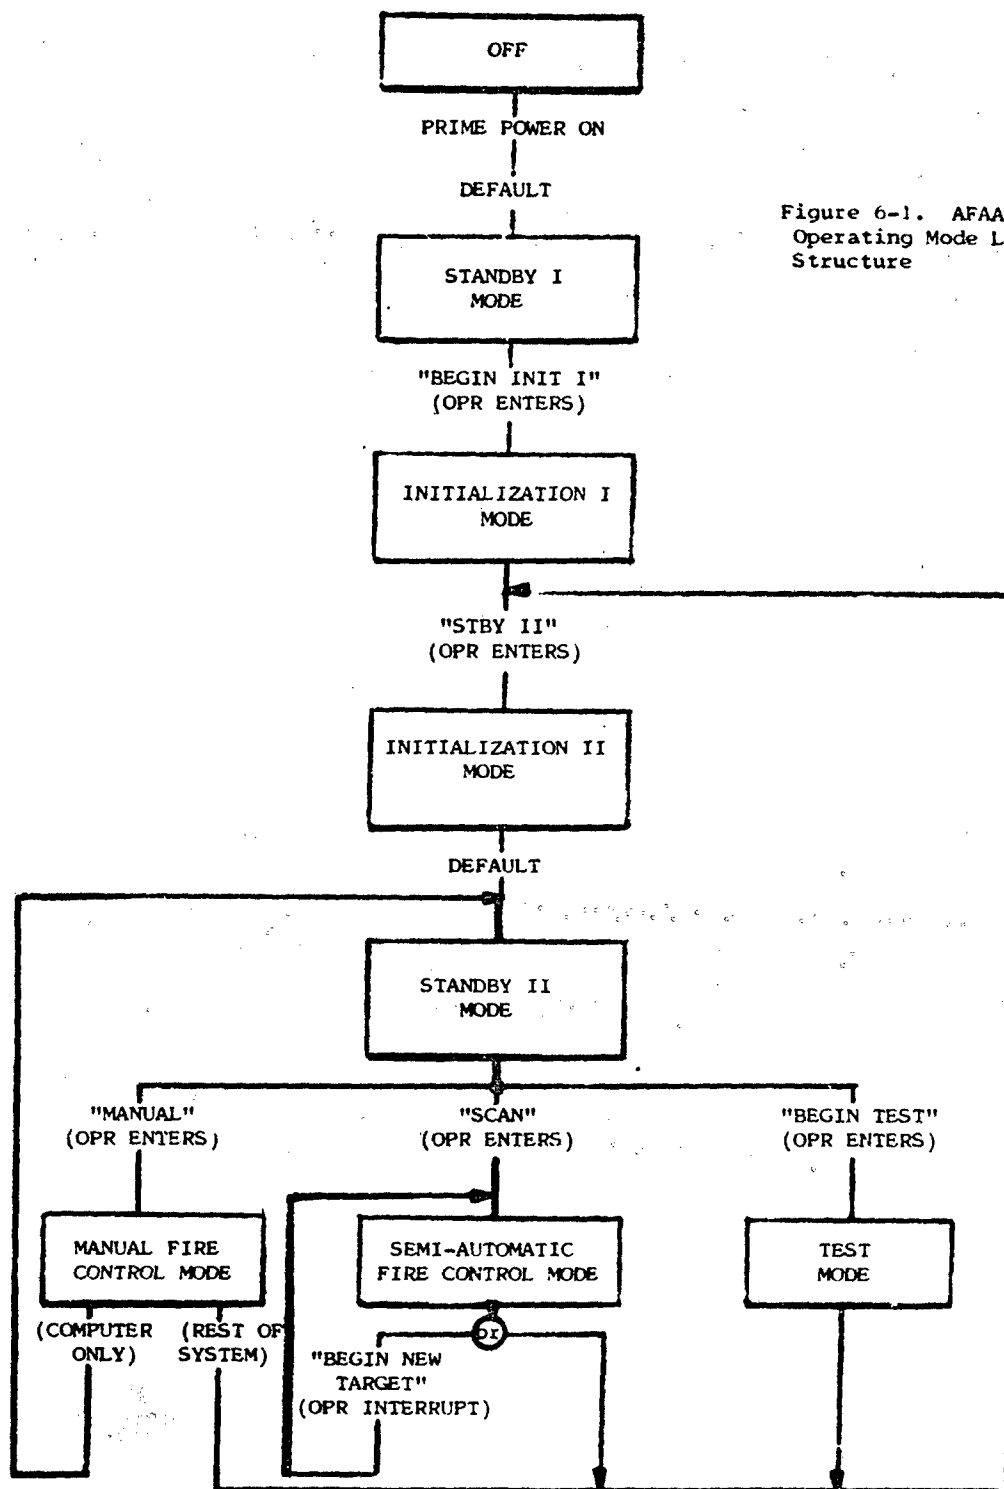 OFF
PRIME POWER ON
DEFAULT
Figure 6-1. AFAA
Operating Mode L
Structure
STANDBY I
MODE
"BEGIN INIT I"
(OPR ENTERS)
INITIALIZATION I
MODE
"STBY II"
(OPR ENTERS)
INITIALIZATION II
MODE
DEFAULT
STANDBY II
MODE
"MANUAL"
(OPR ENTERS)
"SCAN"
(OPR ENTERS)
"BEGIN TEST"
(OPR ENTERS)
MANUAL FIRE
CONTROL MODE
SEMI-AUTOMATIC
FIRE CONTROL MODE
TEST
MODE
(COMPUTER
ONLY)
(REST OF
SYSTEM)
or
"BEGIN NEW
TARGET"
(OPR INTERRUPT)